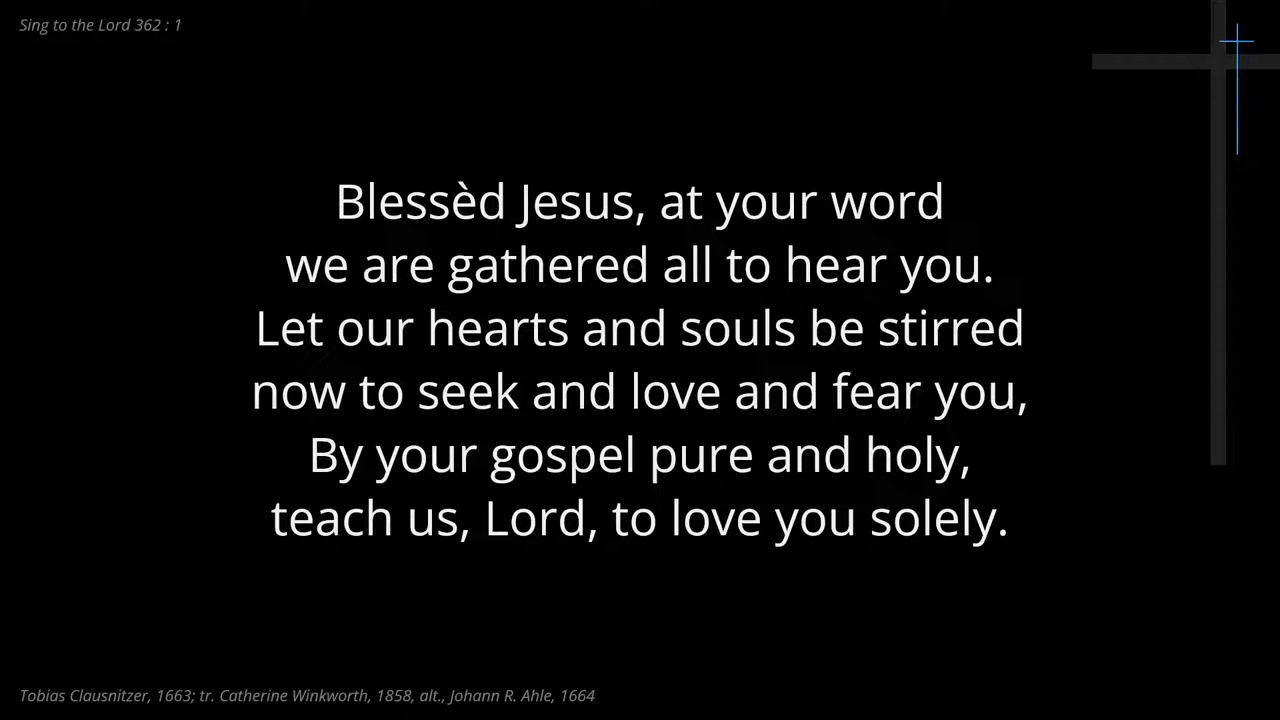 Sing to the Lord 362 : 1
Blessèd Jesus, at your word
we are gathered all to hear you.
Let our hearts and souls be stirred
now to seek and love and fear you,
By your gospel pure and holy,
teach us, Lord, to love you solely.
Tobias Clausnitzer, 1663; tr. Catherine Winkworth, 1858, alt., Johann R. Ahle, 1664